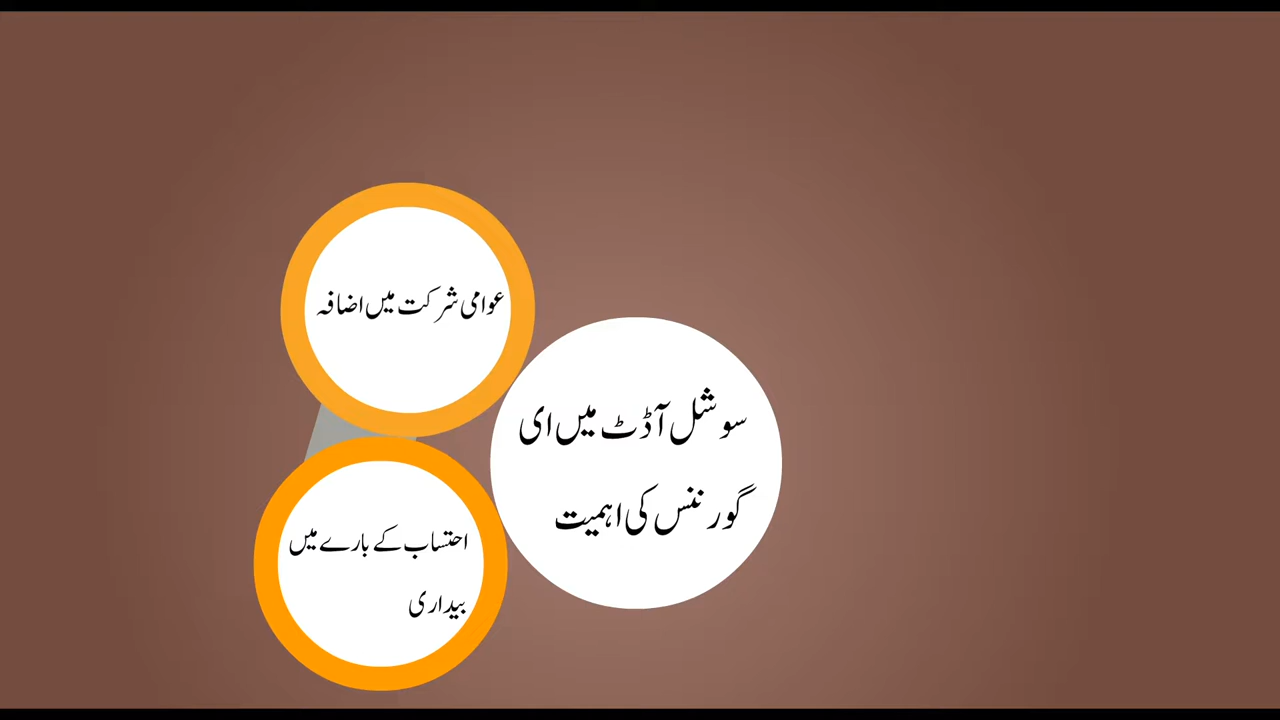 عوامی شرکت میں اضافہ
سوشل آڈٹ میں ای
گورننس کی اہمیت
احتساب کے بارے میں
بیداری